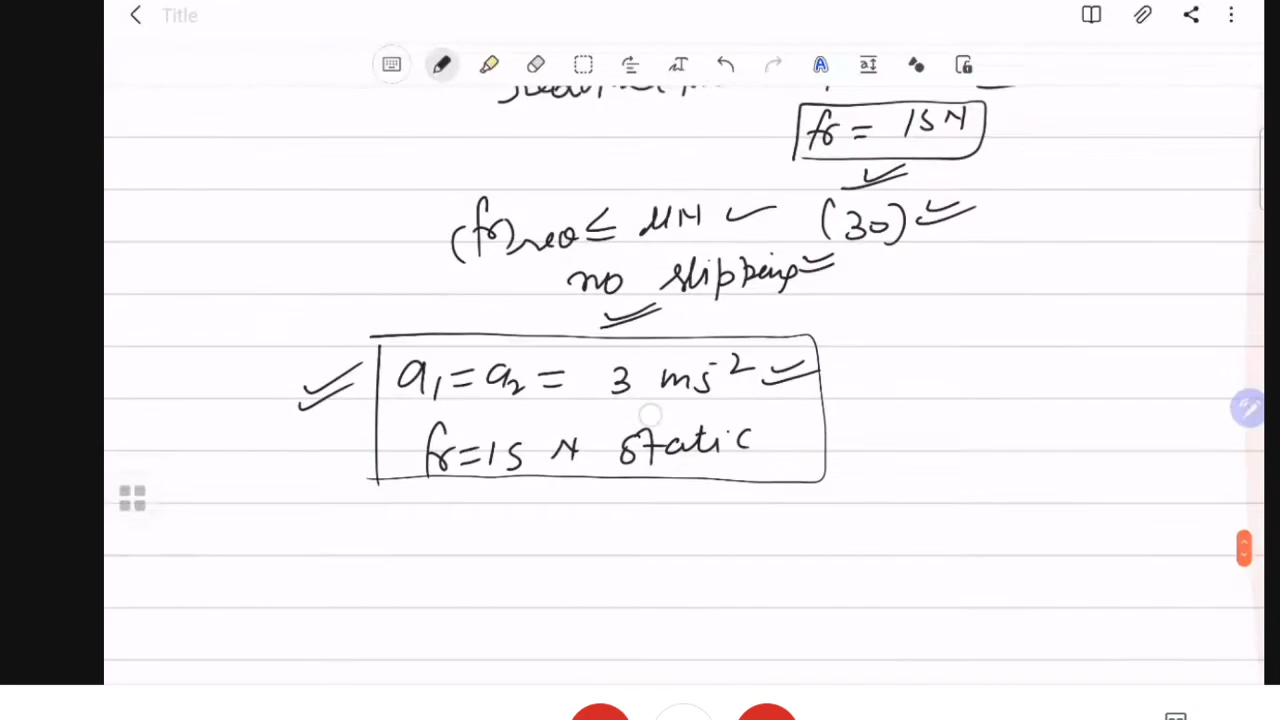 Title
fr = 15 N
(fr)req ≤ μN (30)
no slipping
a₁ = a₂ = 3 ms⁻²
fr = 15 N static